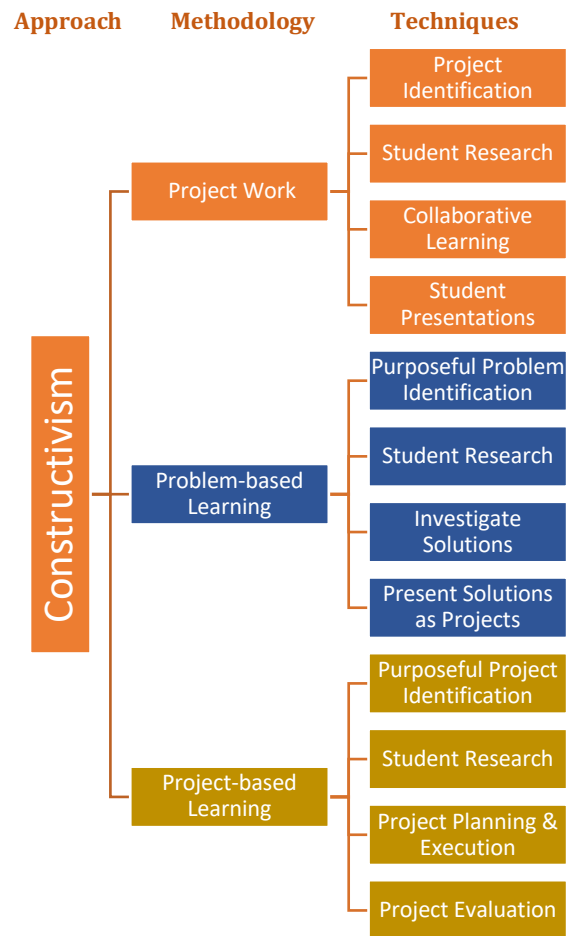 Approach Methodology Techniques
Project
Identification
Student Research
Project Work
Collaborative
Learning
Student
Presentations
Constructivism
Purposeful Problem
Identification
Student Research
Problem-based
Learning
Investigate
Solutions
Present Solutions
as Projects
Purposeful Project
Identification
Student Research
Project-based
Learning
Project Planning &
Execution
Project Evaluation